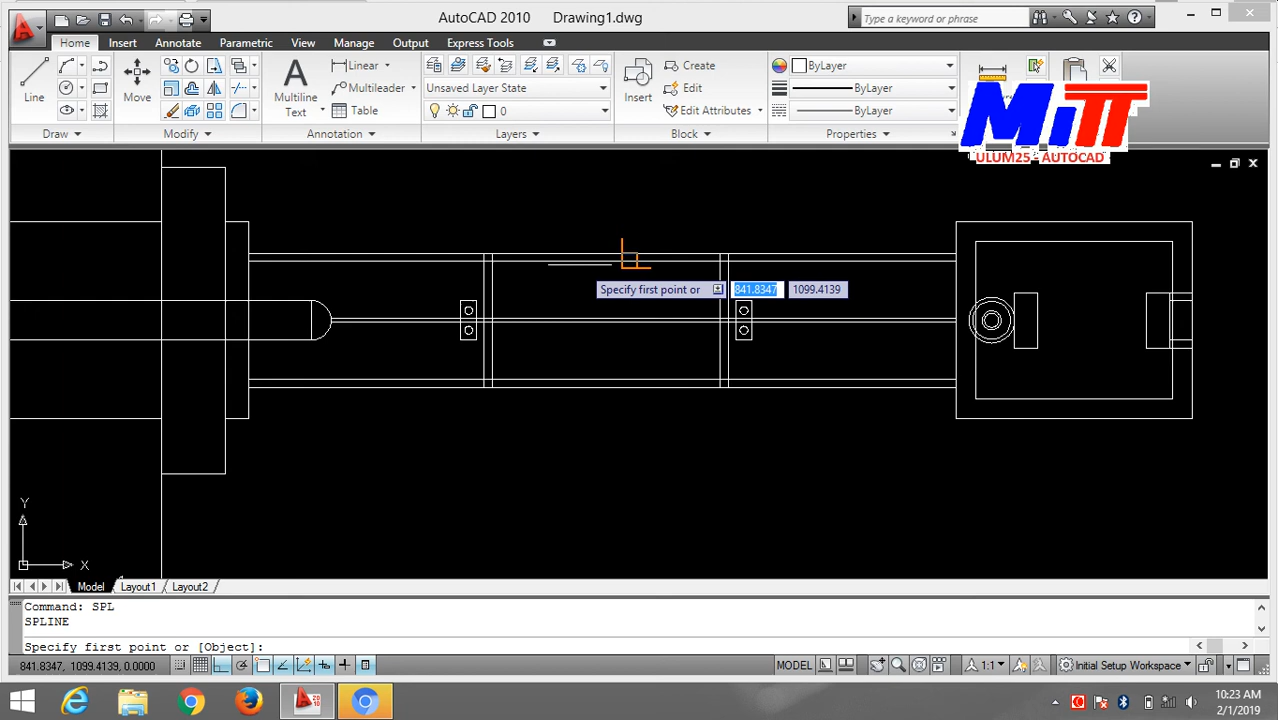 AutoCAD 2010 Drawing1.dwg
Type a keyword or phrase
Home Insert Annotate Parametric View Manage Output Express Tools
Line
Move
Multiline Text
Linear
Multileader
Table
Unsaved Layer State
0
Insert
Create
Edit
Edit Attributes
ByLayer
ByLayer
ByLayer
Draw Modify Annotation Layers Block Properties
MiTT
ULUM25 - AUTOCAD
Specify first point or 841.8347 1099.4139
Y
X
Model Layout1 Layout2
Command: SPL
SPLINE
Specify first point or [Object]:
841.8347, 1099.4139, 0.0000
MODEL
1:1
Initial Setup Workspace
10:23 AM
2/1/2019